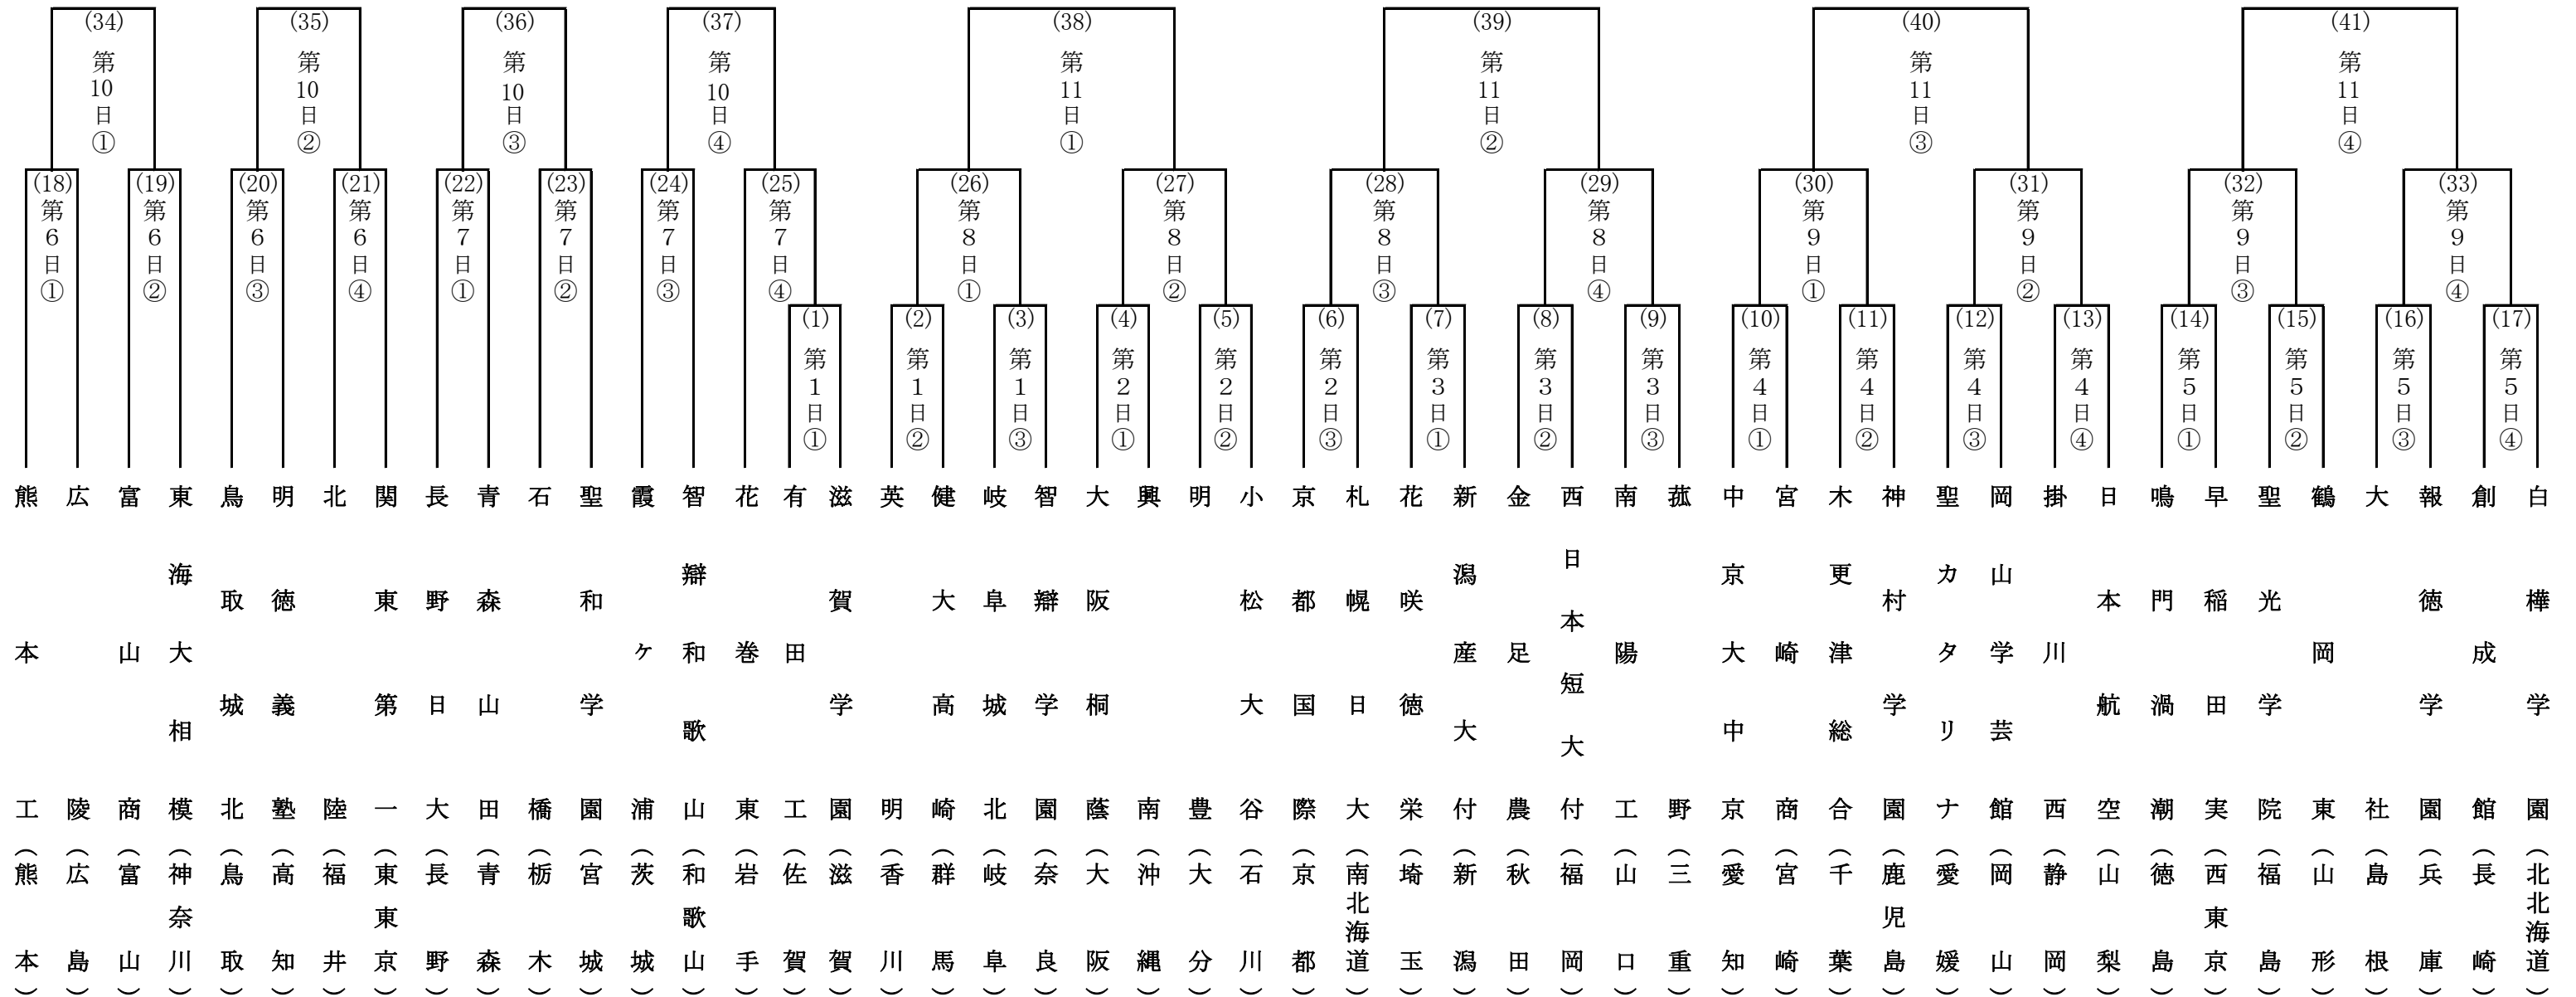 (34)
第10日①
(35)
第10日②
(36)
第10日③
(37)
第10日④
(38)
第11日①
(39)
第11日②
(40)
第11日③
(41)
第11日④
(18)
第6日①
(19)
第6日②
(20)
第6日③
(21)
第6日④
(22)
第7日①
(23)
第7日②
(24)
第7日③
(25)
第7日④
(26)
第8日①
(27)
第8日②
(28)
第8日③
(29)
第8日④
(30)
第9日①
(31)
第9日②
(32)
第9日③
(33)
第9日④
(1)
第1日①
(2)
第1日②
(3)
第1日③
(4)
第2日①
(5)
第2日②
(6)
第2日③
(7)
第3日①
(8)
第3日②
(9)
第3日③
(10)
第4日①
(11)
第4日②
(12)
第4日③
(13)
第4日④
(14)
第5日①
(15)
第5日②
(16)
第5日③
(17)
第5日④
熊本工(熊本)
広陵(広島)
富山商(富山)
東海大相模(神奈川)
鳥取城北(鳥取)
明徳義塾(高知)
北陸(福井)
関東第一(東東京)
長野日大(長野)
青森山田(青森)
石橋(栃木)
聖和学園(宮城)
霞ケ浦(茨城)
智辯和歌山(和歌山)
花巻東(岩手)
有田工(佐賀)
滋賀学園(滋賀)
英明(香川)
健大高崎(群馬)
岐阜城北(岐阜)
智辯学園(奈良)
大阪桐蔭(大阪)
興南(沖縄)
明豊(大分)
小松大谷(石川)
京都国際(京都)
札幌日大(南北海道)
花咲徳栄(埼玉)
新潟産大付(新潟)
金足農(秋田)
西日本短大付(福岡)
南陽工(山口)
菰野(三重)
中京大中京(愛知)
宮崎商(宮崎)
木更津総合(千葉)
神村学園(鹿児島)
聖カタリナ(愛媛)
岡山学芸館(岡山)
掛川西(静岡)
日本航空(山梨)
鳴門渦潮(徳島)
早稲田実(西東京)
聖光学院(福島)
鶴岡東(山形)
大社(島根)
報徳学園(兵庫)
創成館(長崎)
白樺学園(北北海道)